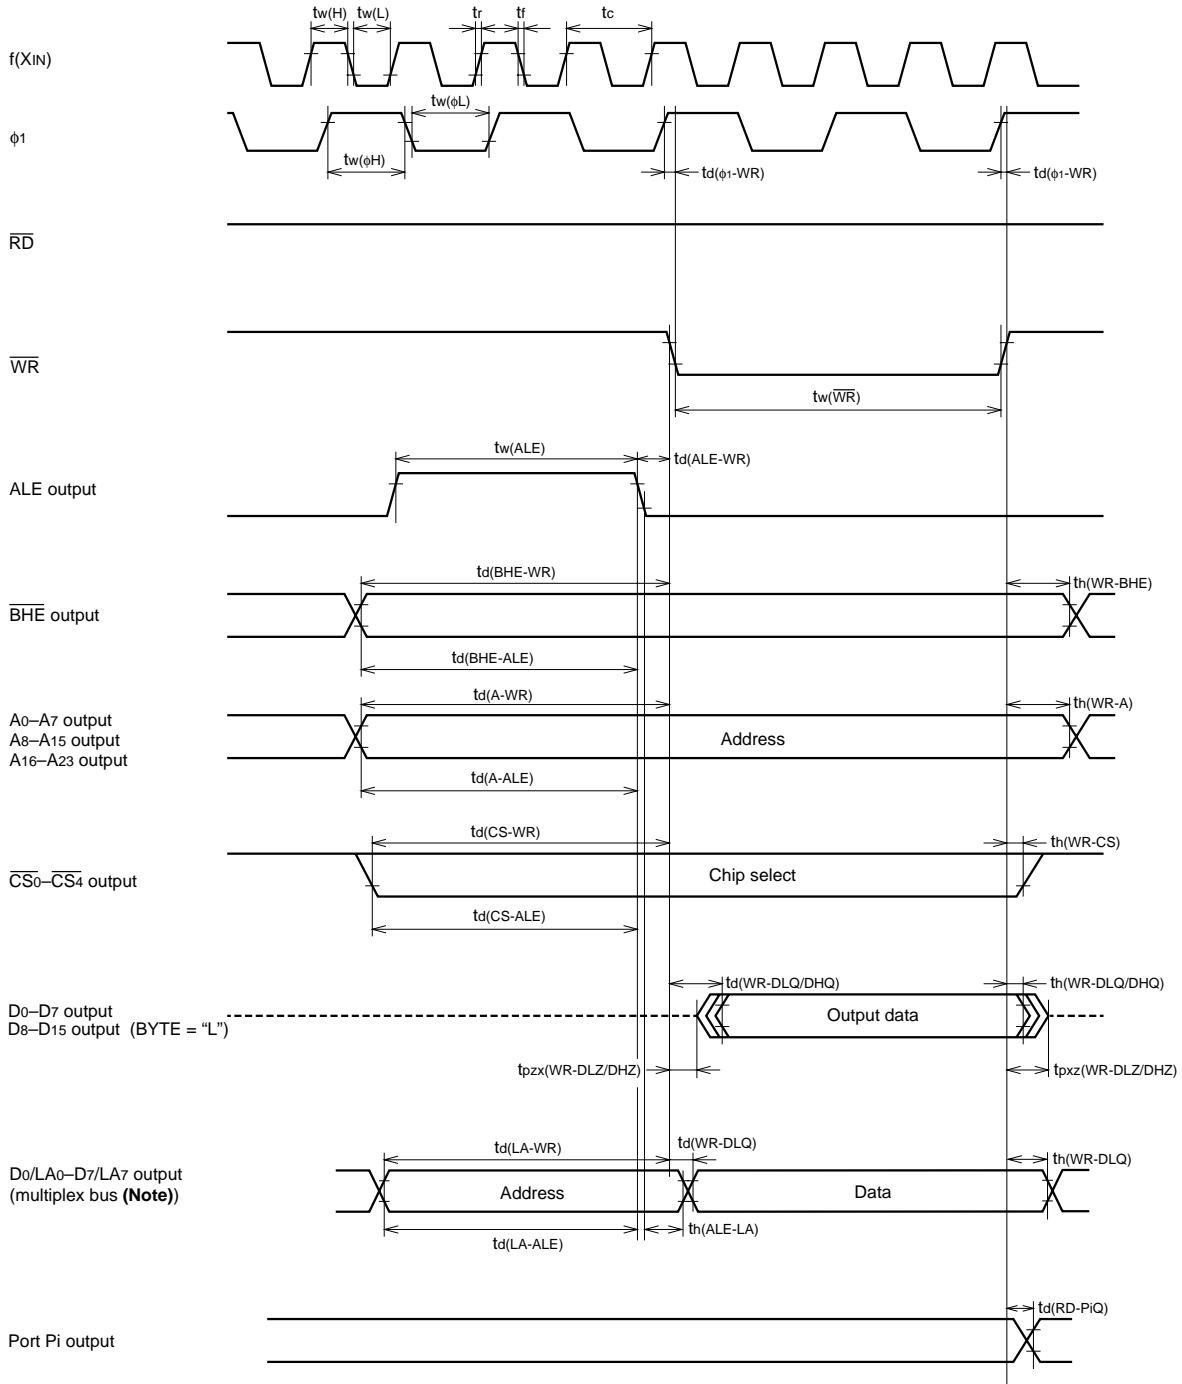 tw(H) tw(L) tr tf tc
f(XIN)
tw(ϕL)
ϕ1
tw(ϕH)
td(ϕ1-WR) td(ϕ1-WR)
R̅D̅
W̅R̅
tw(W̅R̅)
tw(ALE)
td(ALE-WR)
ALE output
td(BHE-WR)
th(WR-BHE)
B̅H̅E̅ output
td(BHE-ALE)
td(A-WR) th(WR-A)
A0–A7 output
A8–A15 output
A16–A23 output
Address
td(A-ALE)
td(CS-WR)
th(WR-CS)
C̅S̅0–C̅S̅4 output
Chip select
td(CS-ALE)
td(WR-DLQ/DHQ) th(WR-DLQ/DHQ)
D0–D7 output
D8–D15 output (BYTE = “L”)
Output data
tpzx(WR-DLZ/DHZ) tpxz(WR-DLZ/DHZ)
td(LA-WR) td(WR-DLQ)
th(WR-DLQ)
D0/LA0–D7/LA7 output
(multiplex bus (Note))
Address Data
td(LA-ALE) th(ALE-LA)
td(RD-PiQ)
Port Pi output